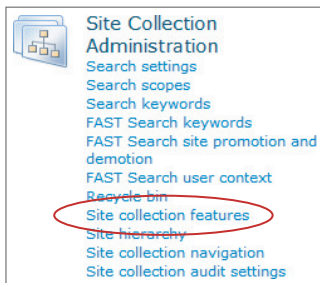 Site Collection
Administration
Search settings
Search scopes
Search keywords
FAST Search keywords
FAST Search site promotion and
demotion
FAST Search user context
Recycle bin
Site collection features
Site hierarchy
Site collection navigation
Site collection audit settings